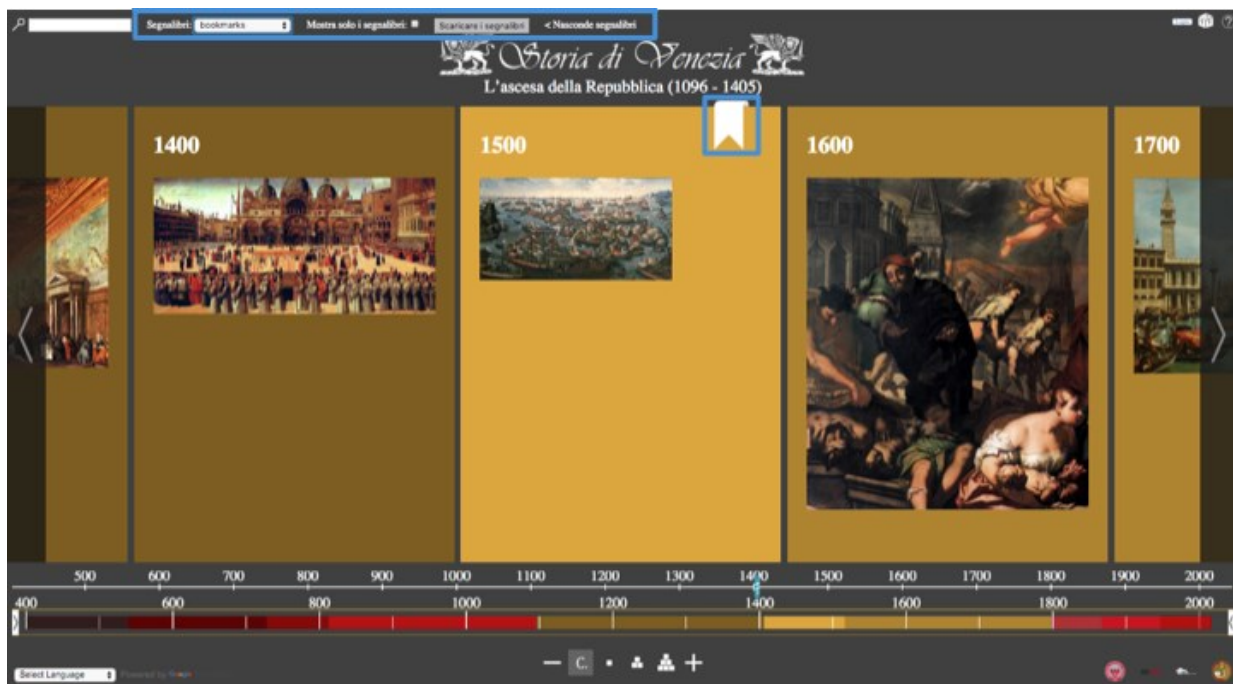 Segnalibri: bookmarks Mostra solo i segnalibri: Scaricare i segnalibri < Nasconde segnalibri
Storia di Venezia
L'ascesa della Repubblica (1096 - 1405)
1400 1500 1600 1700
500 600 700 800 900 1000 1100 1200 1300 1400 1500 1600 1700 1800 1900 2000
400 600 800 1000 1200 1400 1600 1800 2000
C.
Select Language Powered by